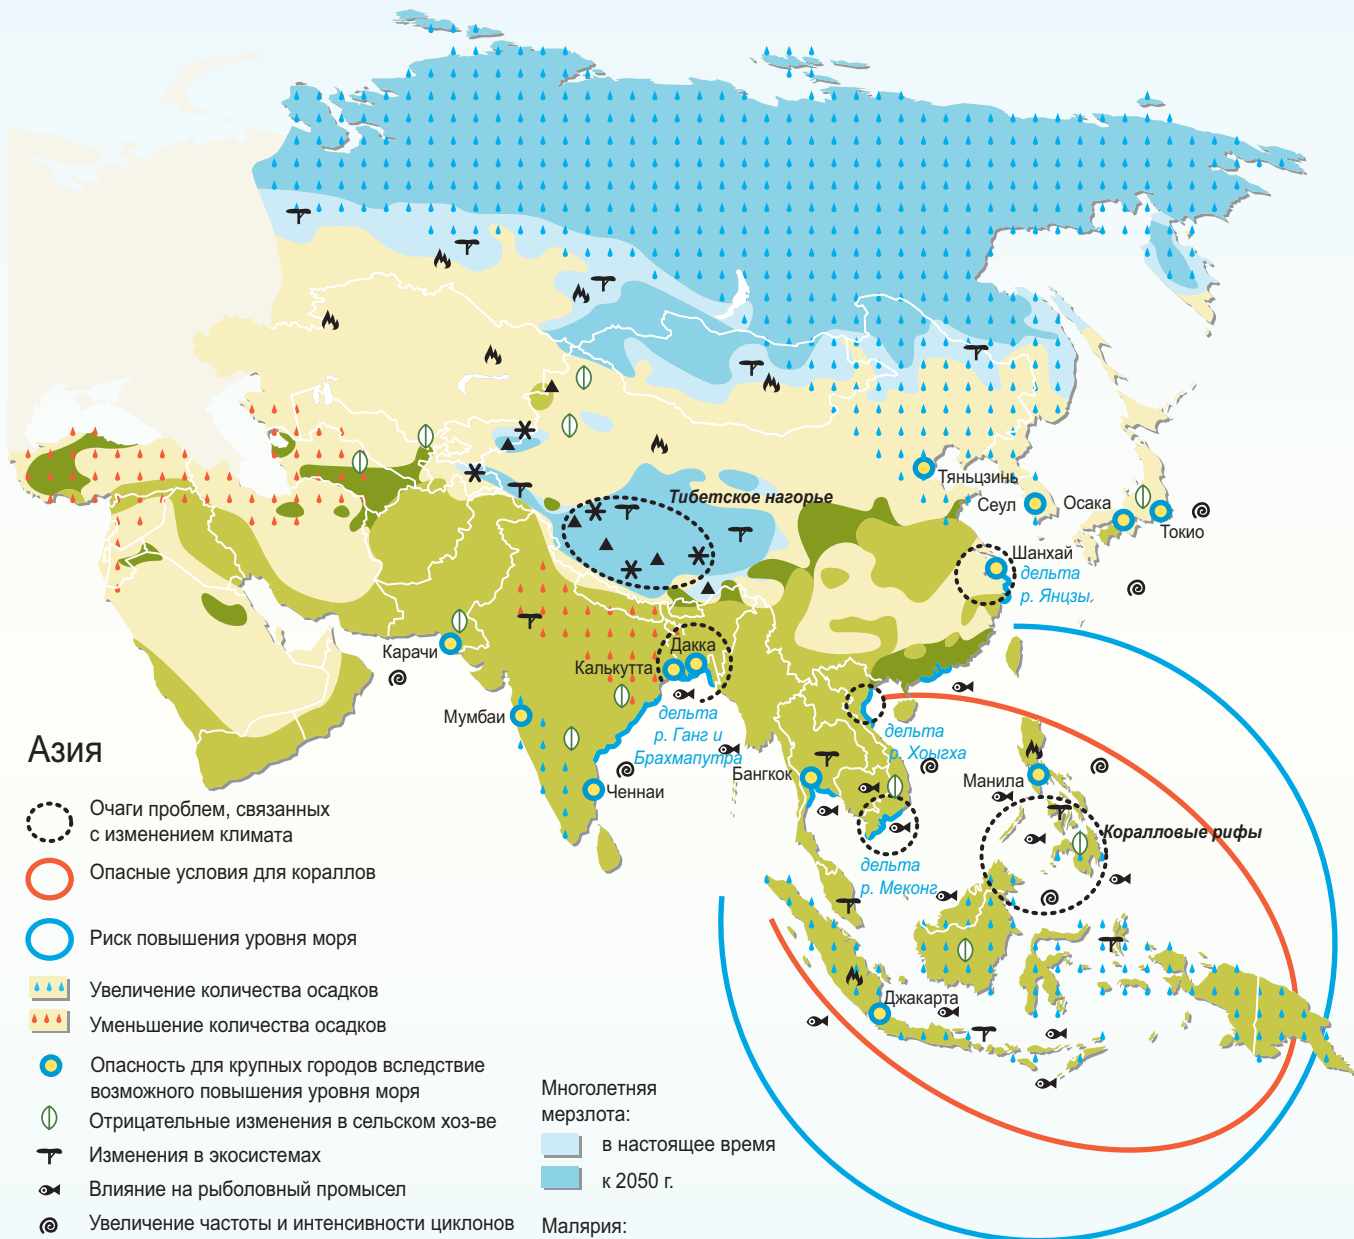 Тибетское нагорье
Тяньцзинь
Сеул
Осака
Токио
Шанхай
дельта
р. Янцзы
Карачи
Дакка
Калькутта
Мумбаи
дельта
р. Ганг и
Брахмапутра
Ченнаи
Бангкок
дельта
р. Хоыгха
Манила
Коралловые рифы
дельта
р. Меконг
Джакарта
Азия
Очаги проблем, связанных
с изменением климата
Опасные условия для кораллов
Риск повышения уровня моря
Увеличение количества осадков
Уменьшение количества осадков
Опасность для крупных городов вследствие
возможного повышения уровня моря
Отрицательные изменения в сельском хоз-ве
Изменения в экосистемах
Влияние на рыболовный промысел
Увеличение частоты и интенсивности циклонов
Многолетняя
мерзлота:
в настоящее время
к 2050 г.
Малярия: